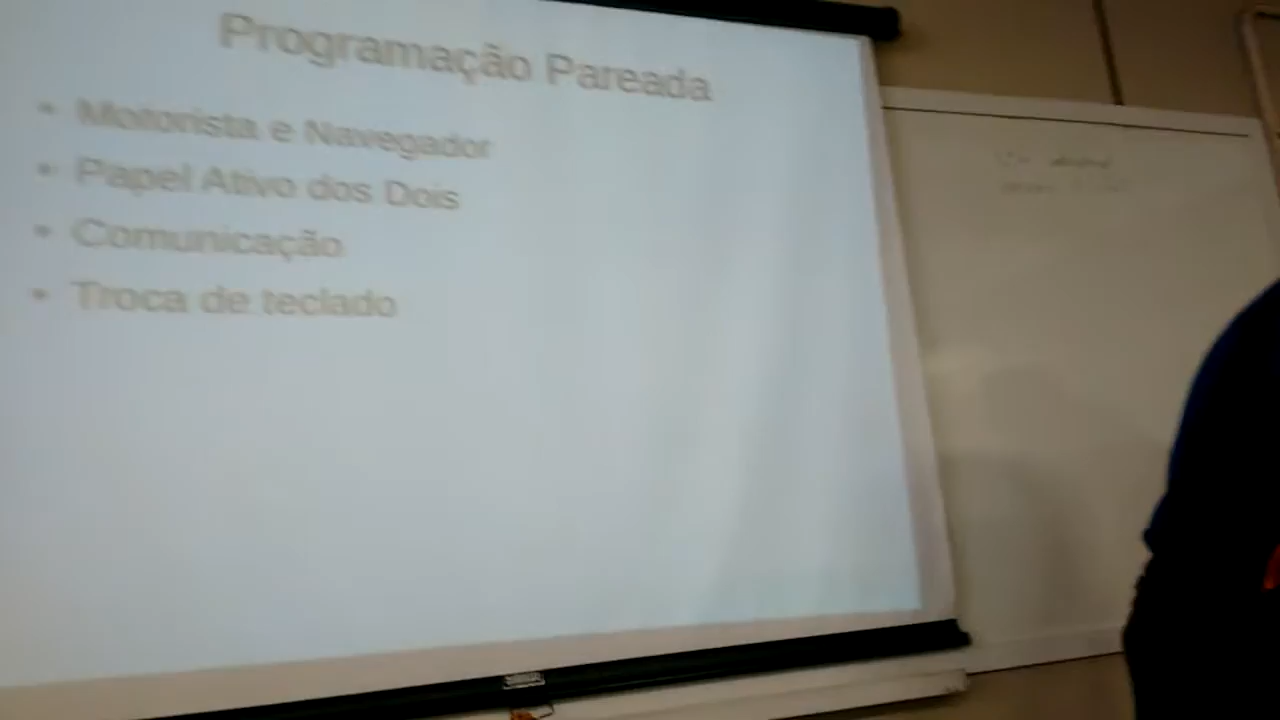 Programação Pareada
• Motorista e Navegador
• Papel Ativo dos Dois
• Comunicação
• Troca de teclado